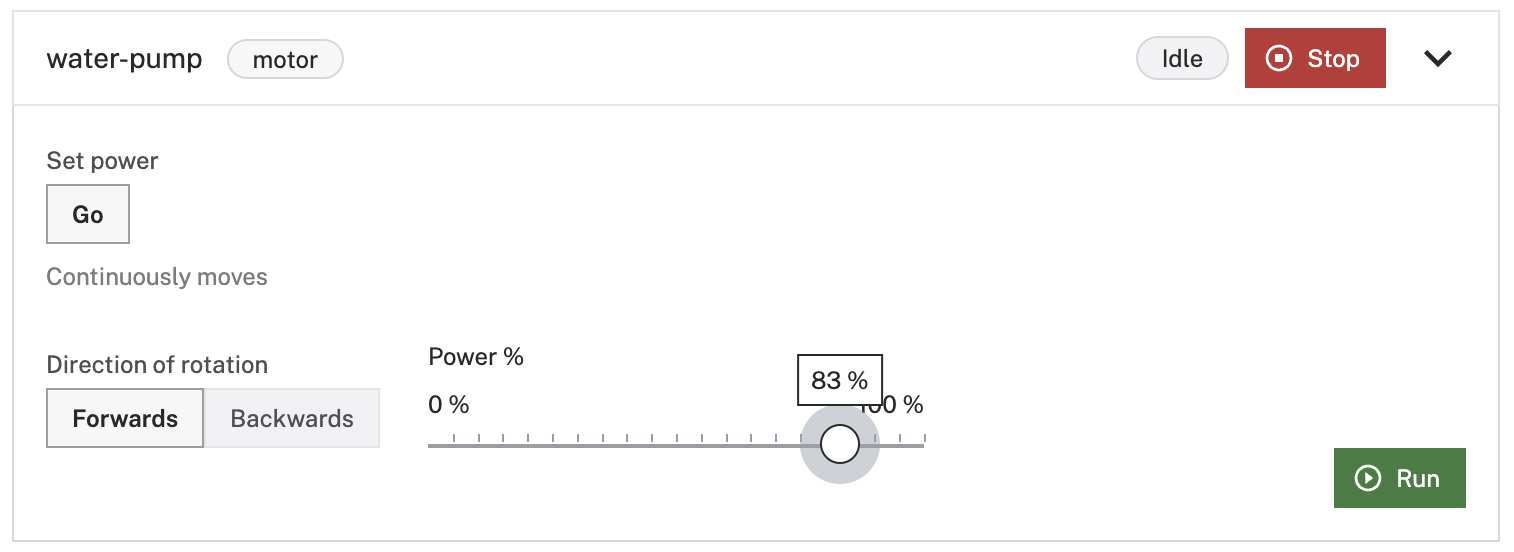 water-pump motor Idle Stop
Set power
Go
Continuously moves
Direction of rotation
Forwards Backwards
Power %
83 %
0 % 00 %
Run